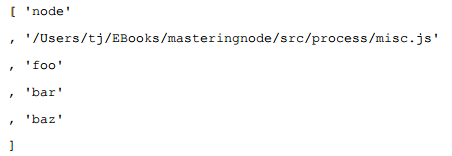 [ 'node'
, '/Users/tj/EBooks/masteringnode/src/process/misc.js'
, 'foo'
, 'bar'
, 'baz'
]